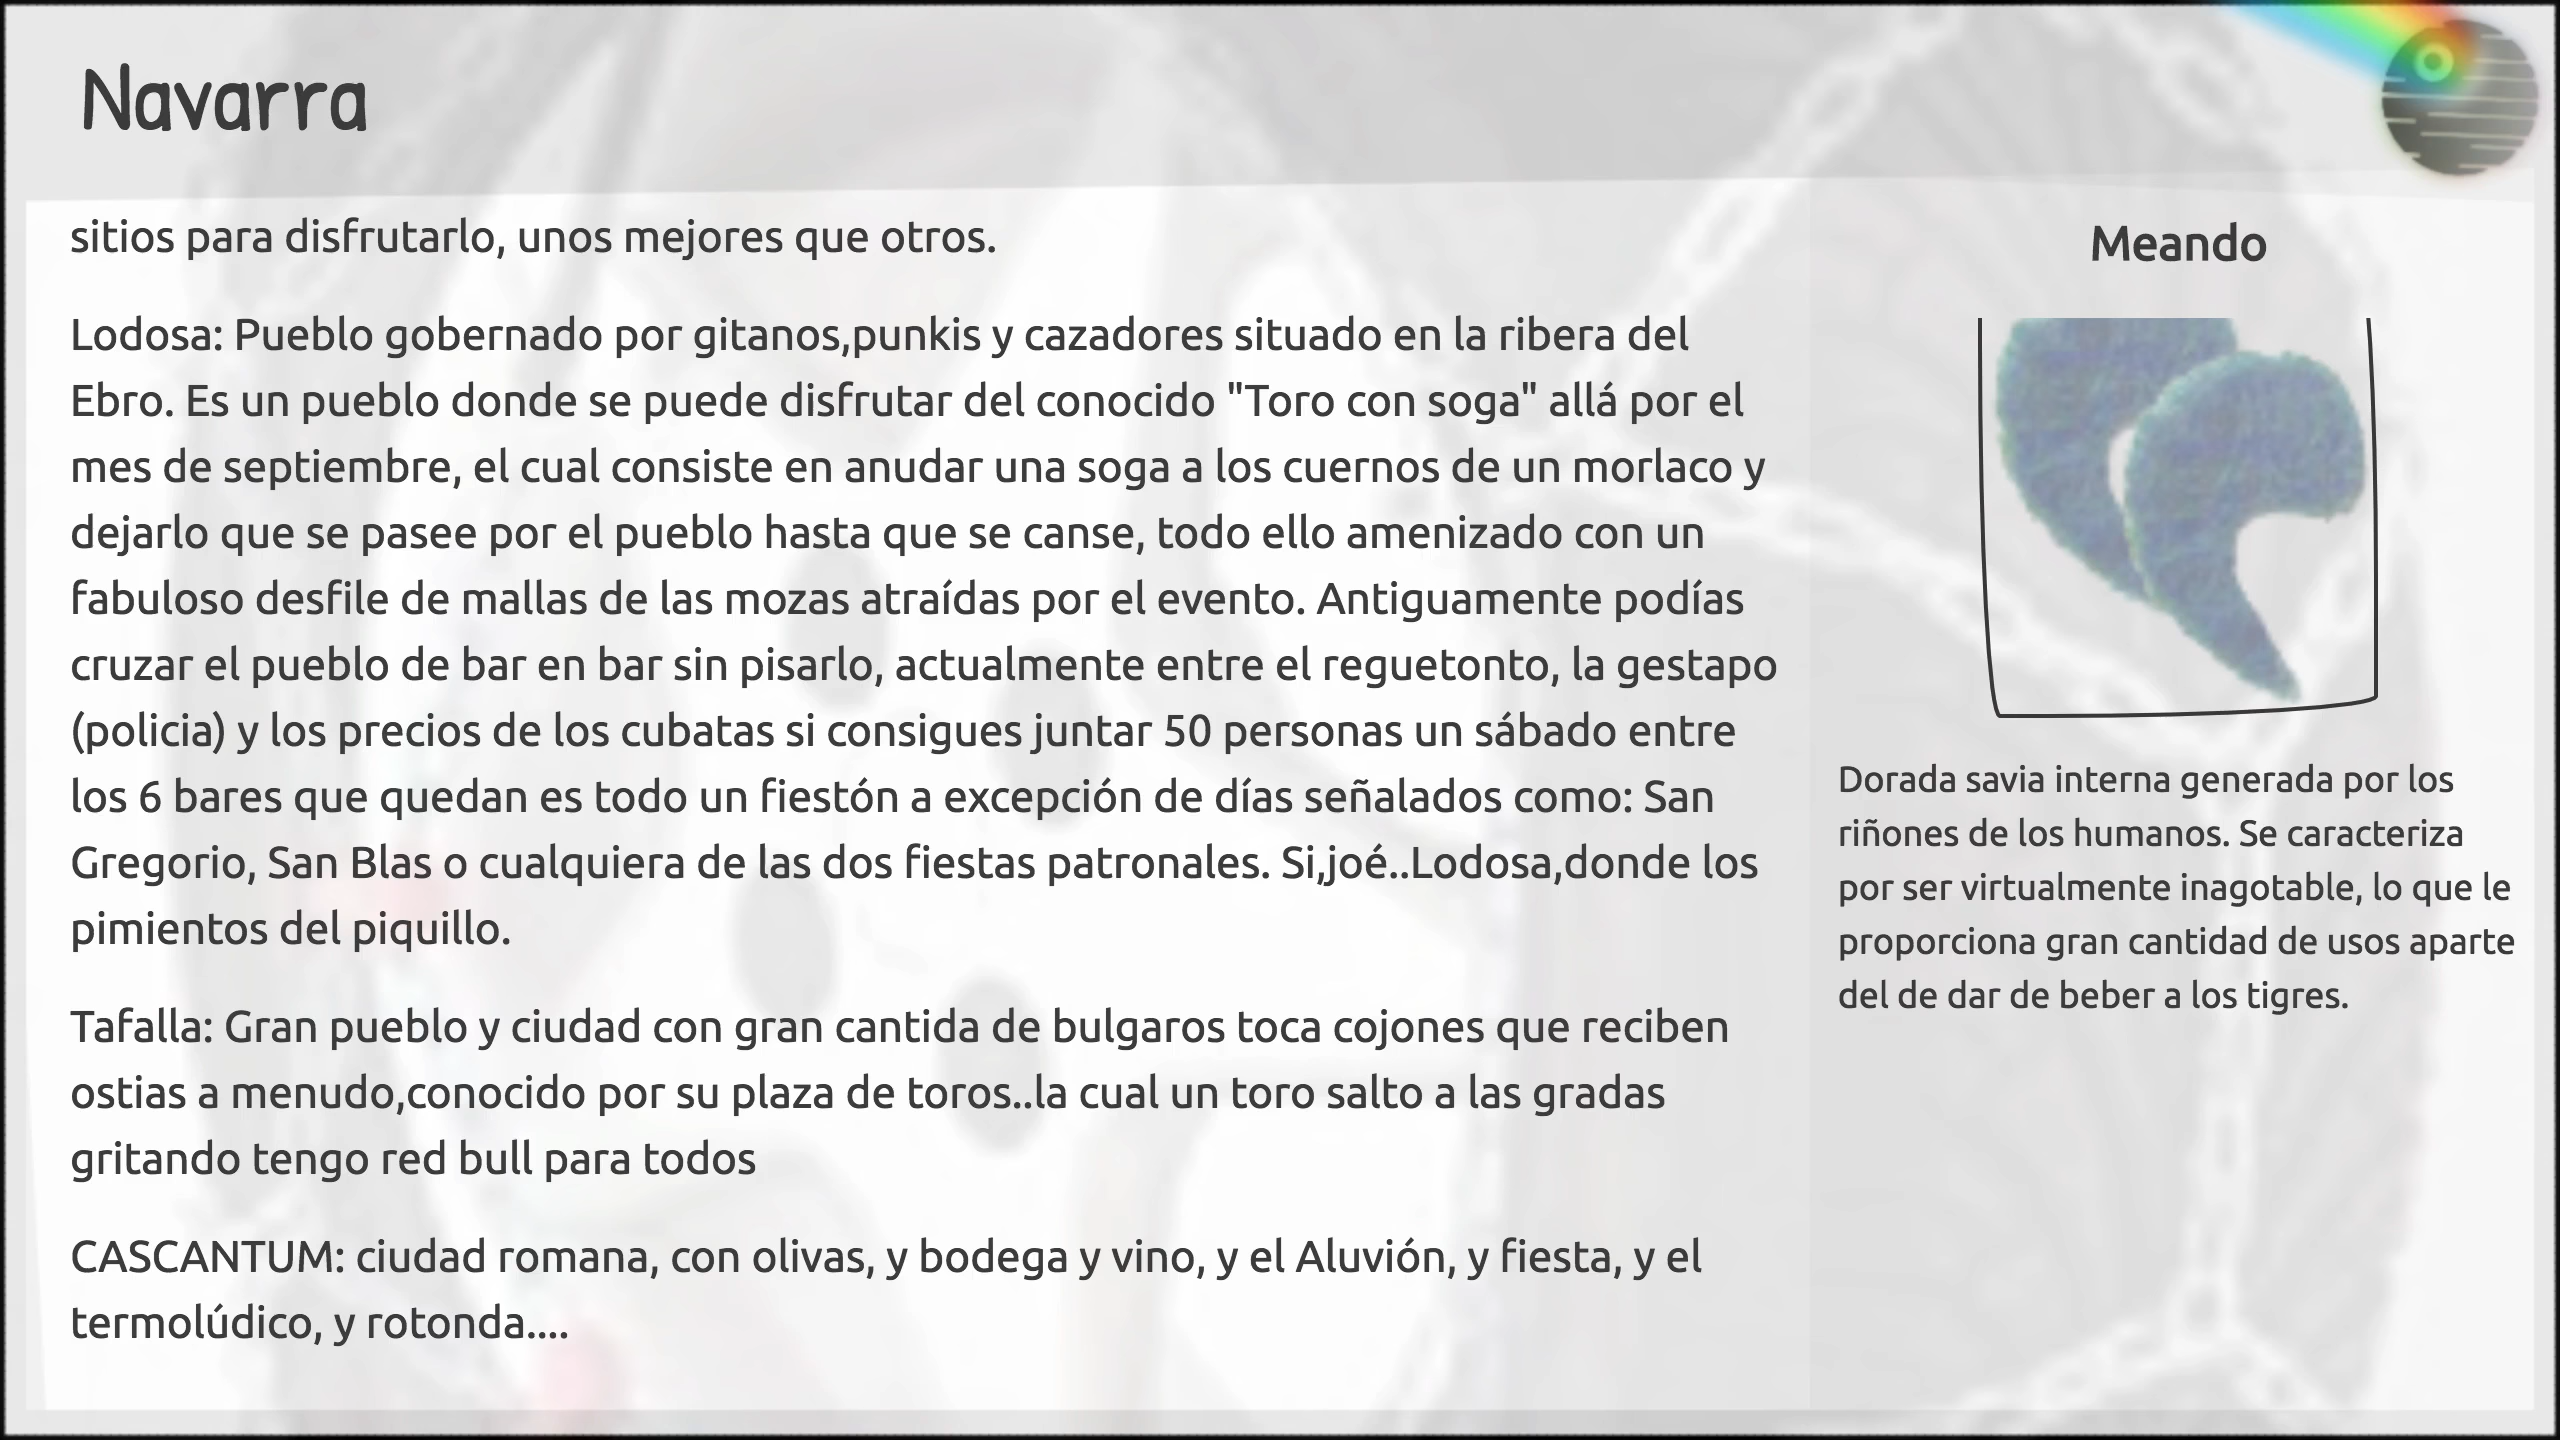 Navarra
sitios para disfrutarlo, unos mejores que otros.
Lodosa: Pueblo gobernado por gitanos,punkis y cazadores situado en la ribera del
Ebro. Es un pueblo donde se puede disfrutar del conocido "Toro con soga" allá por el
mes de septiembre, el cual consiste en anudar una soga a los cuernos de un morlaco y
dejarlo que se pasee por el pueblo hasta que se canse, todo ello amenizado con un
fabuloso desfile de mallas de las mozas atraídas por el evento. Antiguamente podías
cruzar el pueblo de bar en bar sin pisarlo, actualmente entre el reguetonto, la gestapo
(policia) y los precios de los cubatas si consigues juntar 50 personas un sábado entre
los 6 bares que quedan es todo un fiestón a excepción de días señalados como: San
Gregorio, San Blas o cualquiera de las dos fiestas patronales. Si,joé..Lodosa,donde los
pimientos del piquillo.
Tafalla: Gran pueblo y ciudad con gran cantida de bulgaros toca cojones que reciben
ostias a menudo,conocido por su plaza de toros..la cual un toro salto a las gradas
gritando tengo red bull para todos
CASCANTUM: ciudad romana, con olivas, y bodega y vino, y el Aluvión, y fiesta, y el
termolúdico, y rotonda....
Meando
Dorada savia interna generada por los
riñones de los humanos. Se caracteriza
por ser virtualmente inagotable, lo que le
proporciona gran cantidad de usos aparte
del de dar de beber a los tigres.